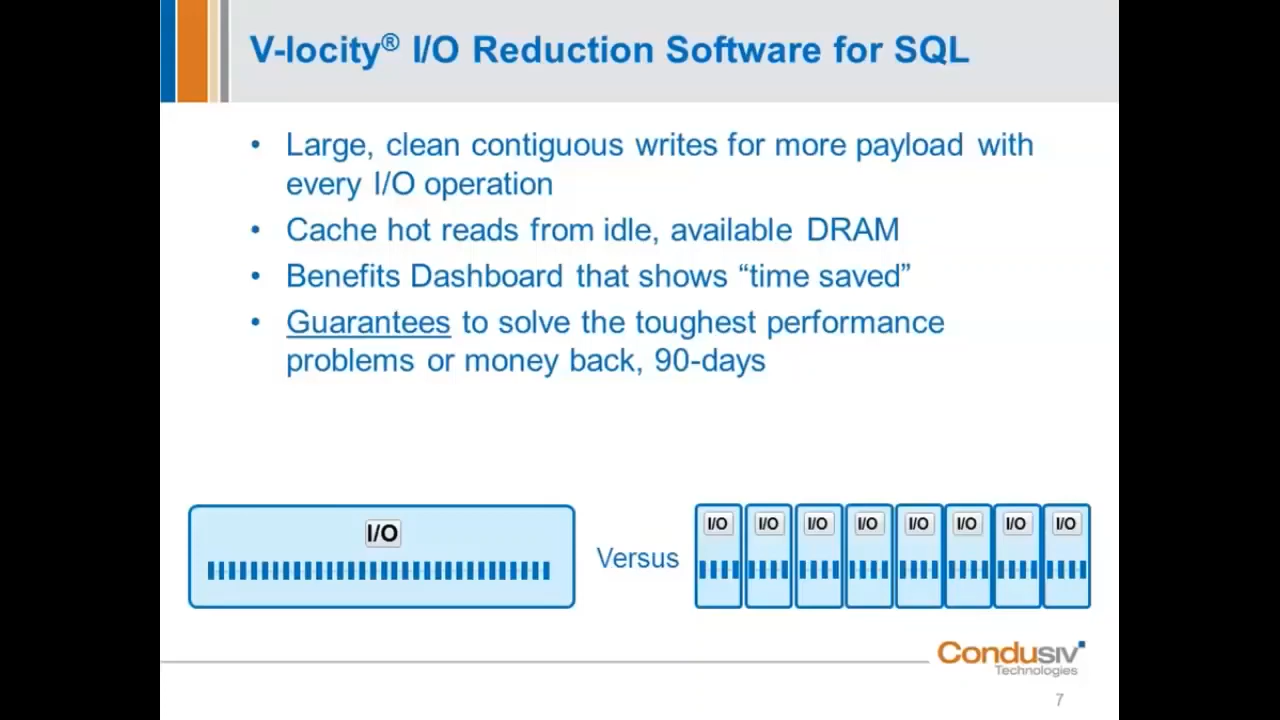 V-locity® I/O Reduction Software for SQL
• Large, clean contiguous writes for more payload with
every I/O operation
• Cache hot reads from idle, available DRAM
• Benefits Dashboard that shows “time saved”
• Guarantees to solve the toughest performance
problems or money back, 90-days
I/O
Versus
I/O I/O I/O I/O I/O I/O I/O I/O
Condusiv
Technologies
7